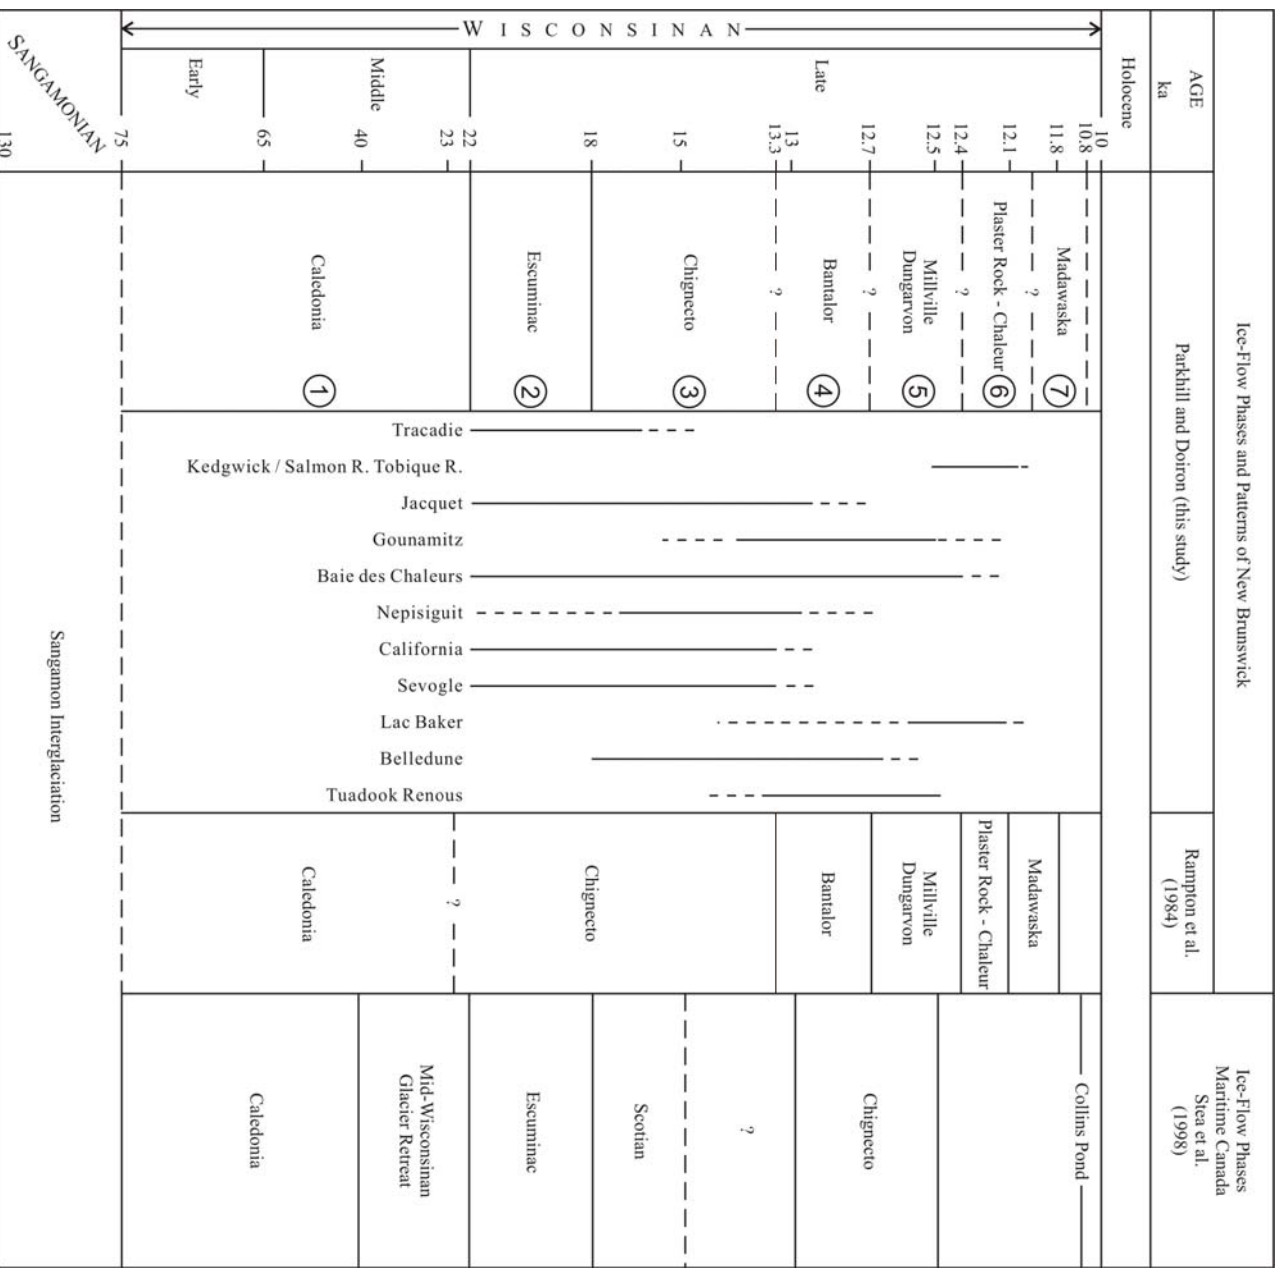 Ice-Flow Phases and Patterns of New Brunswick
Ice-Flow Phases
Maritime Canada
Stea et al.
(1998)
AGE
ka
Parkhill and Doiron (this study)
Rampton et al.
(1984)
Holocene
WISCONSINAN
Late
Middle
Early
SANGAMONIAN
10
10.8
11.8
12.1
12.4
12.5
12.7
13
13.3
15
18
22
23
40
65
75
130
Madawaska
7
?
Plaster Rock - Chaleur
6
?
Millville
Dungarvon
5
?
Bantalor
4
?
Chignecto
3
Escuminac
2
Caledonia
1
Tracadie
Kedgwick / Salmon R. Tobique R.
Jacquet
Gounamitz
Baie des Chaleurs
Nepisiguit
California
Sevogle
Lac Baker
Belledune
Tuadook Renous
Madawaska
Plaster Rock - Chaleur
Millville
Dungarvon
Bantalor
Chignecto
?
Caledonia
Collins Pond
Chignecto
?
Scotian
Escuminac
Mid-Wisconsinan
Glacier Retreat
Caledonia
Sangamon Interglaciation